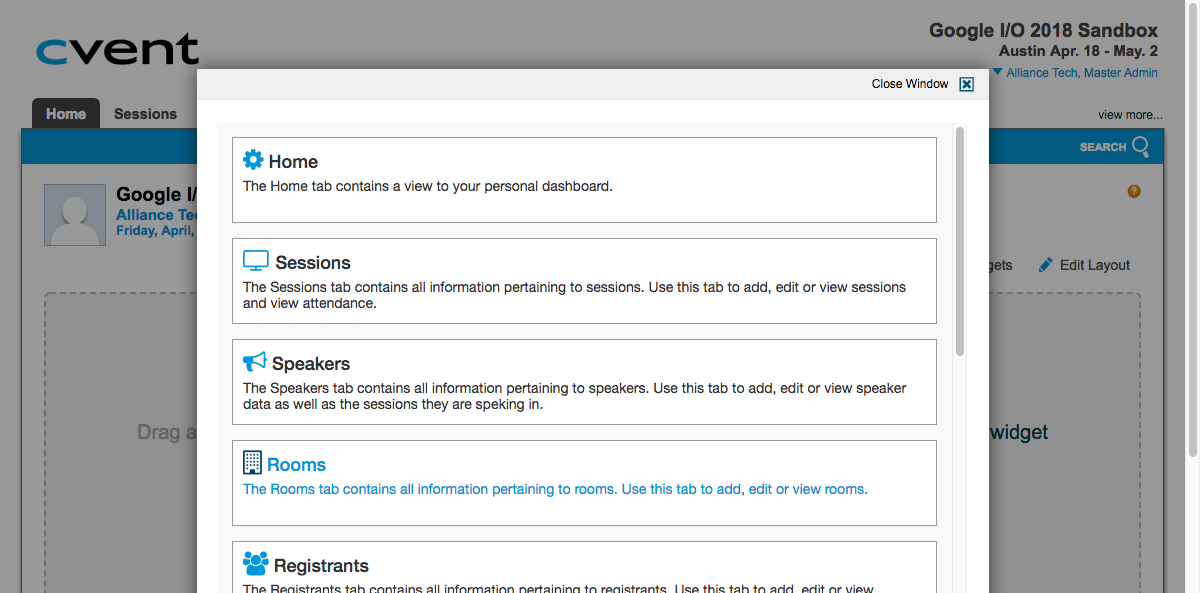 cvent
Google I/O 2018 Sandbox
Austin Apr. 18 - May. 2
Alliance Tech, Master Admin
Close Window
Home
Sessions
view more...
SEARCH
Google I/
Alliance Te
Friday, April,
?
gets
Edit Layout
Drag a
widget
Home
The Home tab contains a view to your personal dashboard.
Sessions
The Sessions tab contains all information pertaining to sessions. Use this tab to add, edit or view sessions
and view attendance.
Speakers
The Speakers tab contains all information pertaining to speakers. Use this tab to add, edit or view speaker
data as well as the sessions they are speking in.
Rooms
The Rooms tab contains all information pertaining to rooms. Use this tab to add, edit or view rooms.
Registrants
The Registrants tab contains all information pertaining to registrants. Use this tab to add, edit or view